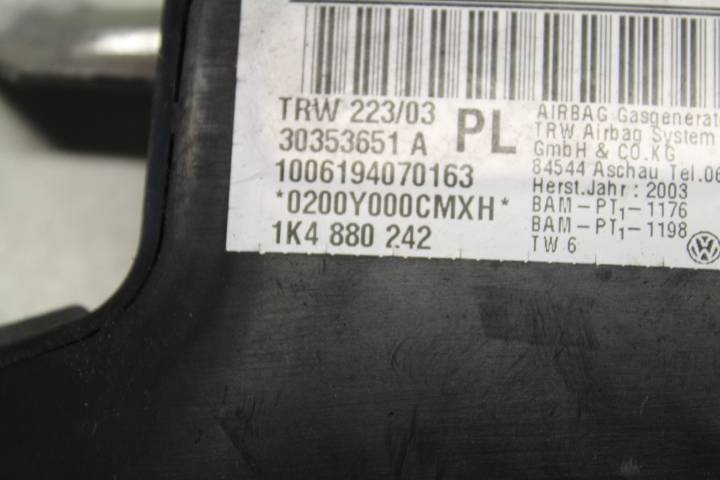 TRW 223/03
30353651 A
PL
1006194070163
*0200Y000CMXH*
1K4 880 242
AIRBAG Gasgenerat
TRW Airbag System
GmbH & CO.KG
84544 Aschau Tel.06
Herst.Jahr: 2003
BAM-PT1-1176
BAM-PT1-1198
TW 6